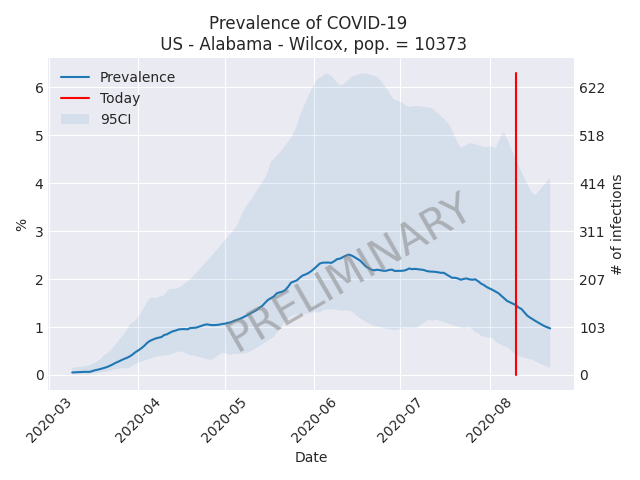 Prevalence of COVID-19
US - Alabama - Wilcox, pop. = 10373
Prevalence
Today
95CI
PRELIMINARY
%
6
5
4
3
2
1
0
622
518
414
311
207
103
0
# of infections
2020-03
2020-04
2020-05
2020-06
2020-07
2020-08
Date